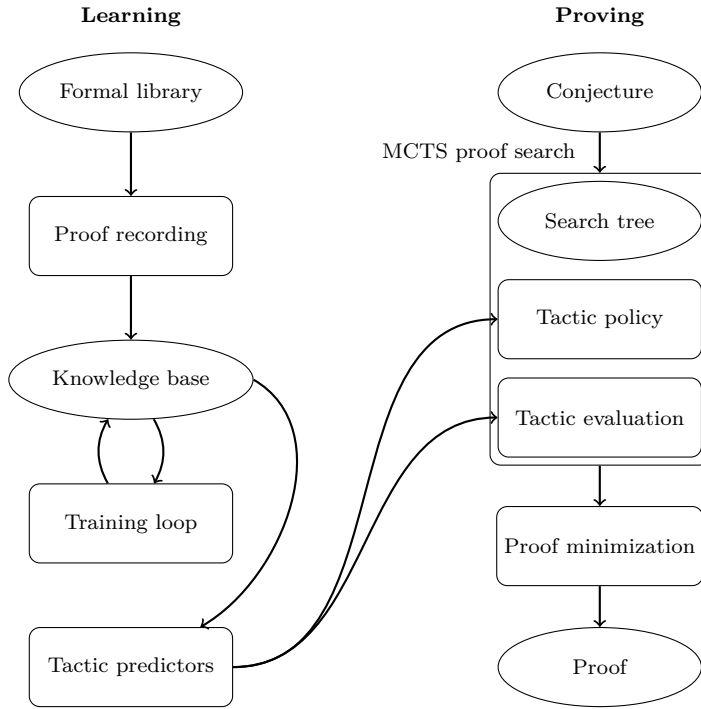 Learning
Proving
Formal library
Conjecture
MCTS proof search
Proof recording
Search tree
Tactic policy
Knowledge base
Tactic evaluation
Training loop
Proof minimization
Tactic predictors
Proof